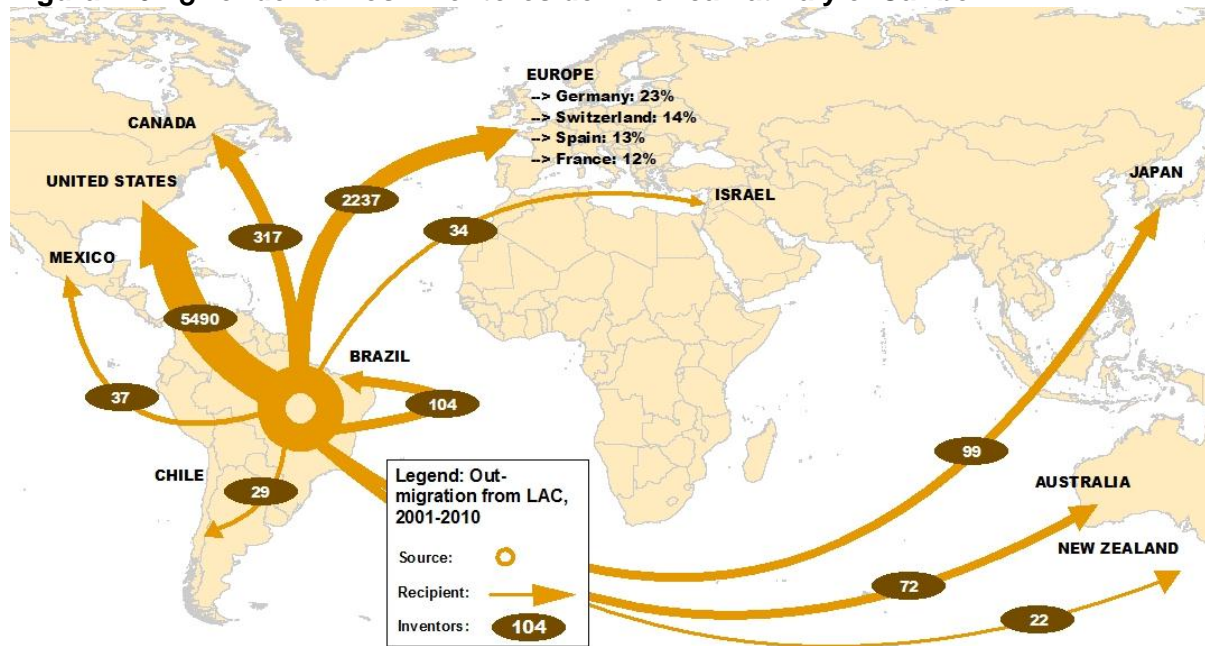 EUROPE
--> Germany: 23%
--> Switzerland: 14%
--> Spain: 13%
--> France: 12%
CANADA
UNITED STATES
MEXICO
ISRAEL
JAPAN
2237
317
34
5490
BRAZIL
37
104
CHILE
29
99
AUSTRALIA
NEW ZEALAND
72
22
Legend: Out-
migration from LAC,
2001-2010
Source:
Recipient:
Inventors: 104